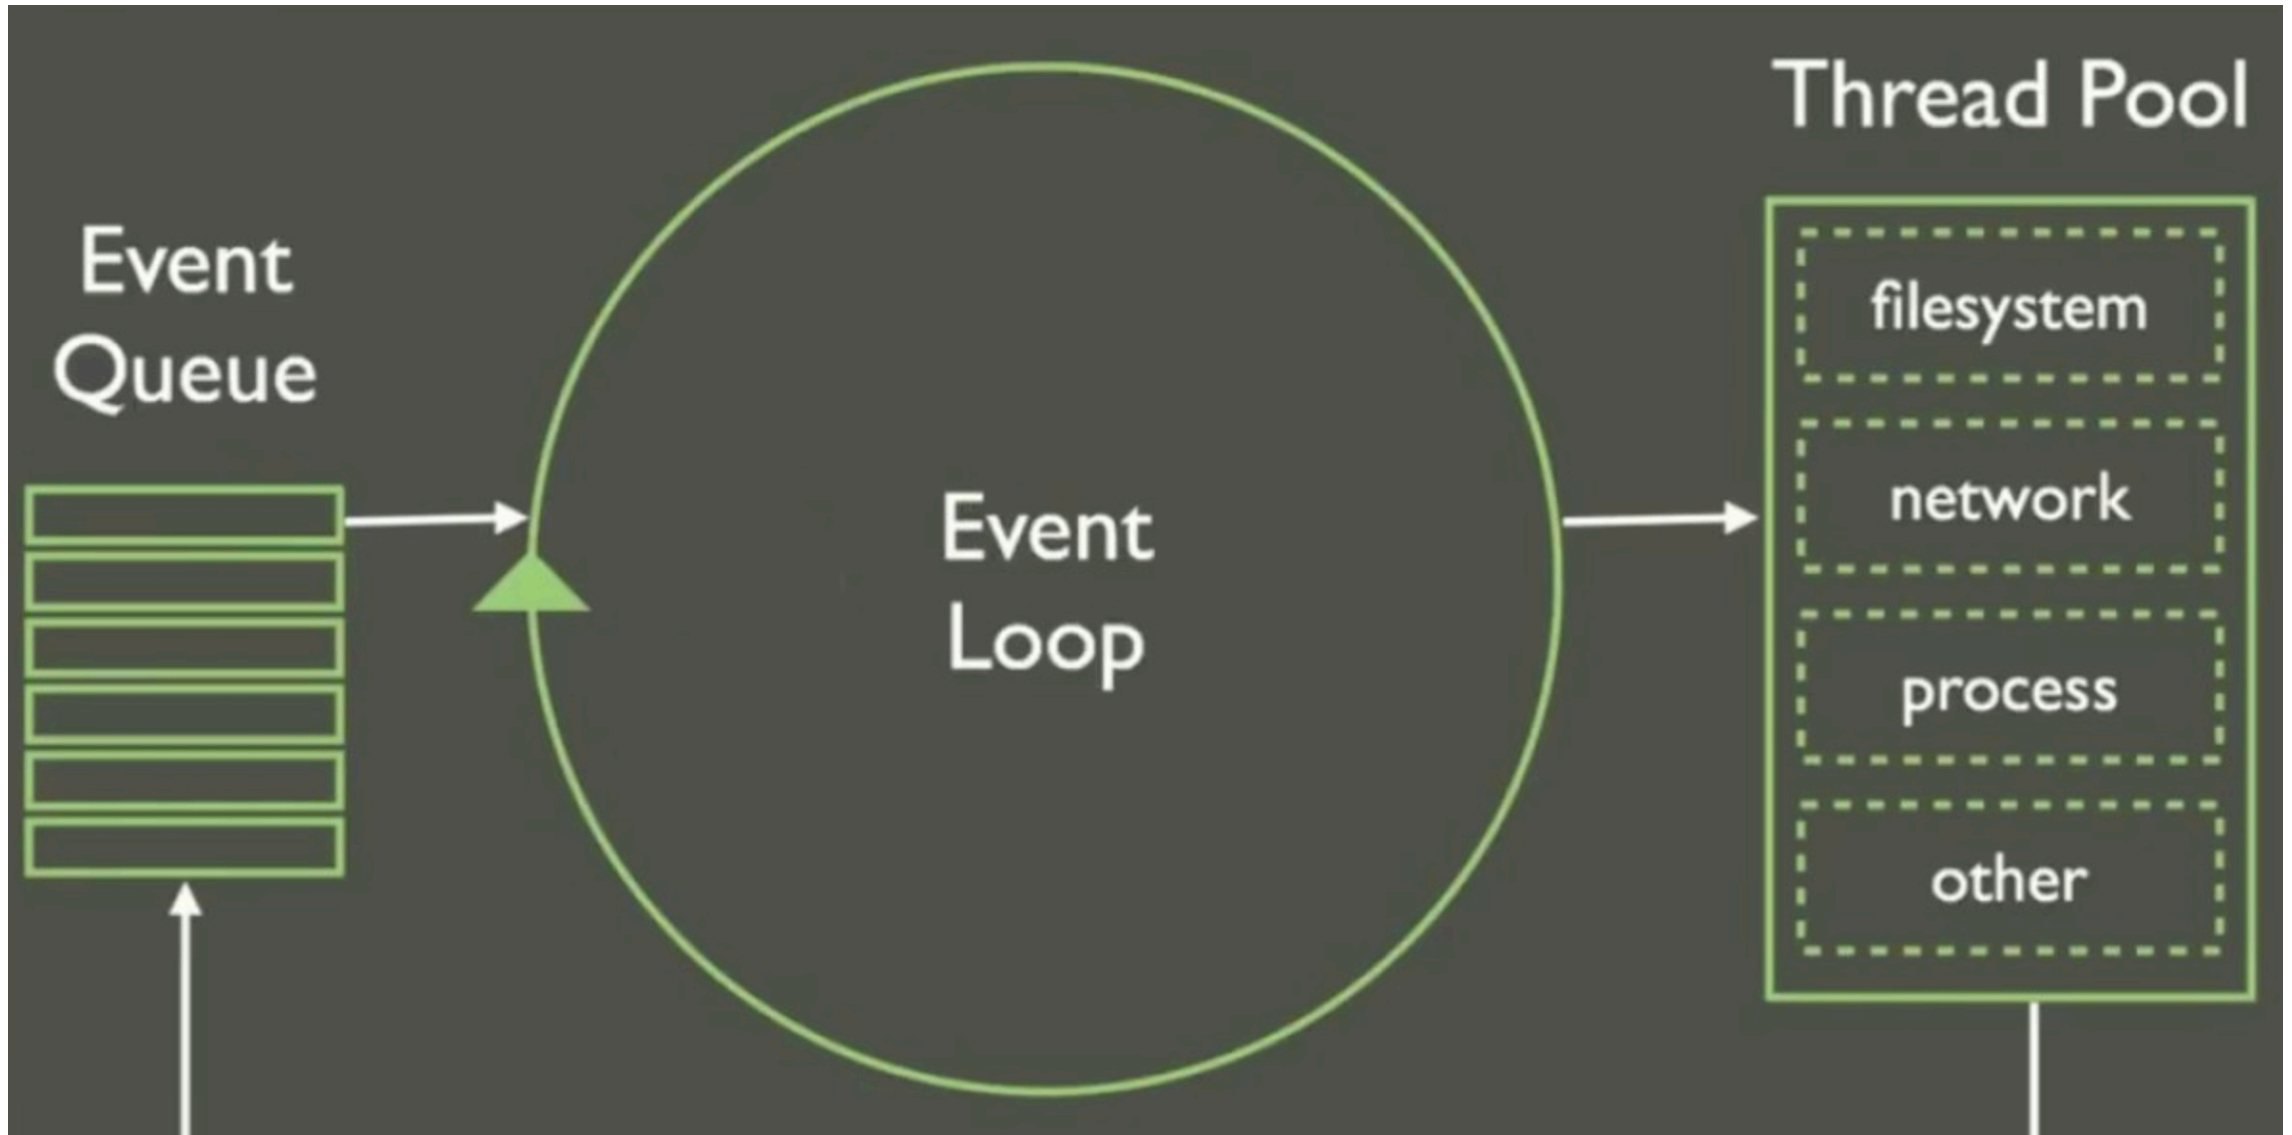 Event
Queue
Event
Loop
Thread Pool
filesystem
network
process
other